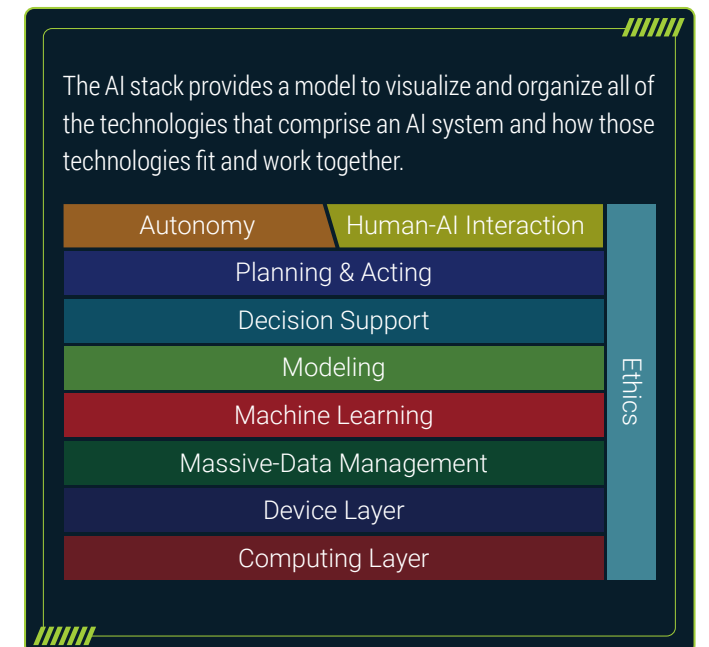 The AI stack provides a model to visualize and organize all of
the technologies that comprise an AI system and how those
technologies fit and work together.
Autonomy
Human-AI Interaction
Planning & Acting
Decision Support
Modeling
Machine Learning
Massive-Data Management
Device Layer
Computing Layer
Ethics